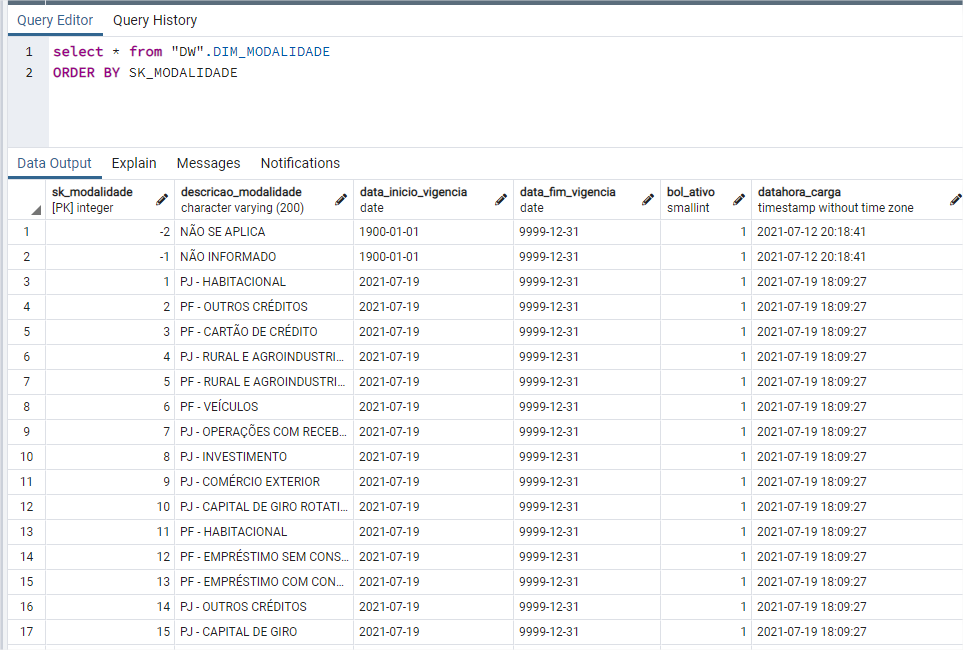 Query Editor Query History
1 select * from "DW".DIM_MODALIDADE
2 ORDER BY SK_MODALIDADE
Data Output Explain Messages Notifications
sk_modalidade descricao_modalidade data_inicio_vigencia data_fim_vigencia bol_ativo datahora_carga
[PK] integer character varying (200) date date smallint timestamp without time zone
1 -2 NÃO SE APLICA 1900-01-01 9999-12-31 1 2021-07-12 20:18:41
2 -1 NÃO INFORMADO 1900-01-01 9999-12-31 1 2021-07-12 20:18:41
3 1 PJ - HABITACIONAL 2021-07-19 9999-12-31 1 2021-07-19 18:09:27
4 2 PF - OUTROS CRÉDITOS 2021-07-19 9999-12-31 1 2021-07-19 18:09:27
5 3 PF - CARTÃO DE CRÉDITO 2021-07-19 9999-12-31 1 2021-07-19 18:09:27
6 4 PJ - RURAL E AGROINDUSTRI... 2021-07-19 9999-12-31 1 2021-07-19 18:09:27
7 5 PF - RURAL E AGROINDUSTRI... 2021-07-19 9999-12-31 1 2021-07-19 18:09:27
8 6 PF - VEÍCULOS 2021-07-19 9999-12-31 1 2021-07-19 18:09:27
9 7 PJ - OPERAÇÕES COM RECEB... 2021-07-19 9999-12-31 1 2021-07-19 18:09:27
10 8 PJ - INVESTIMENTO 2021-07-19 9999-12-31 1 2021-07-19 18:09:27
11 9 PJ - COMÉRCIO EXTERIOR 2021-07-19 9999-12-31 1 2021-07-19 18:09:27
12 10 PJ - CAPITAL DE GIRO ROTATI... 2021-07-19 9999-12-31 1 2021-07-19 18:09:27
13 11 PF - HABITACIONAL 2021-07-19 9999-12-31 1 2021-07-19 18:09:27
14 12 PF - EMPRÉSTIMO SEM CONS... 2021-07-19 9999-12-31 1 2021-07-19 18:09:27
15 13 PF - EMPRÉSTIMO COM CON... 2021-07-19 9999-12-31 1 2021-07-19 18:09:27
16 14 PJ - OUTROS CRÉDITOS 2021-07-19 9999-12-31 1 2021-07-19 18:09:27
17 15 PJ - CAPITAL DE GIRO 2021-07-19 9999-12-31 1 2021-07-19 18:09:27